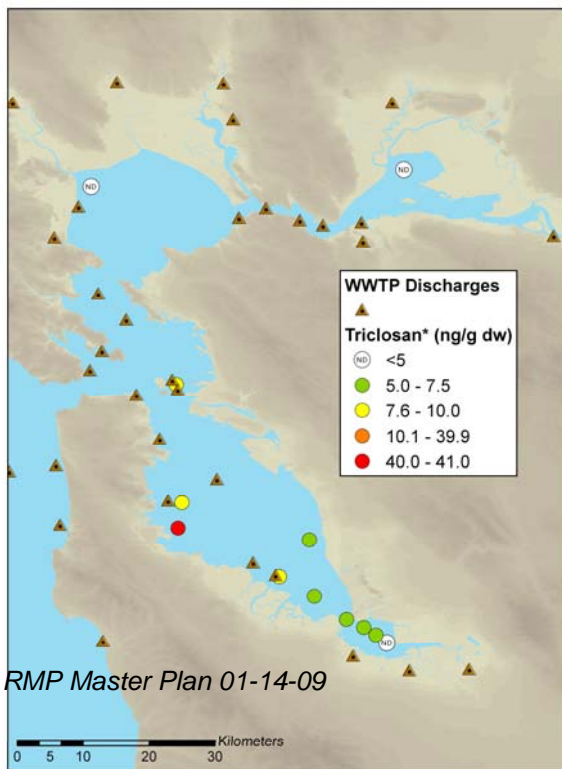 ND
ND
WWTP Discharges
Triclosan* (ng/g dw)
ND <5
5.0 - 7.5
7.6 - 10.0
10.1 - 39.9
40.0 - 41.0
ND
RMP Master Plan 01-14-09
Kilometers
0 5 10 20 30